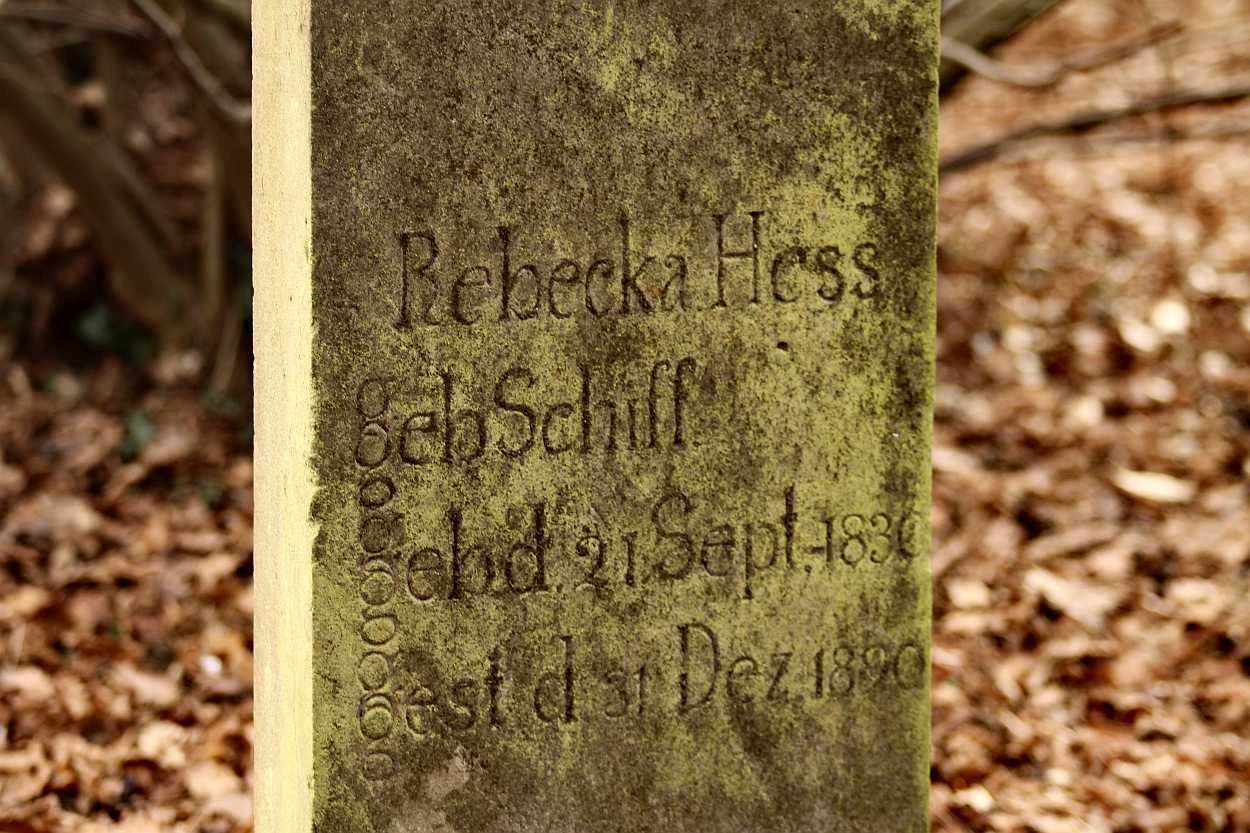 Rebecka Hess
geb Schiff
geb d. 21 Sept. 1836
gest d 31 Dez. 1890